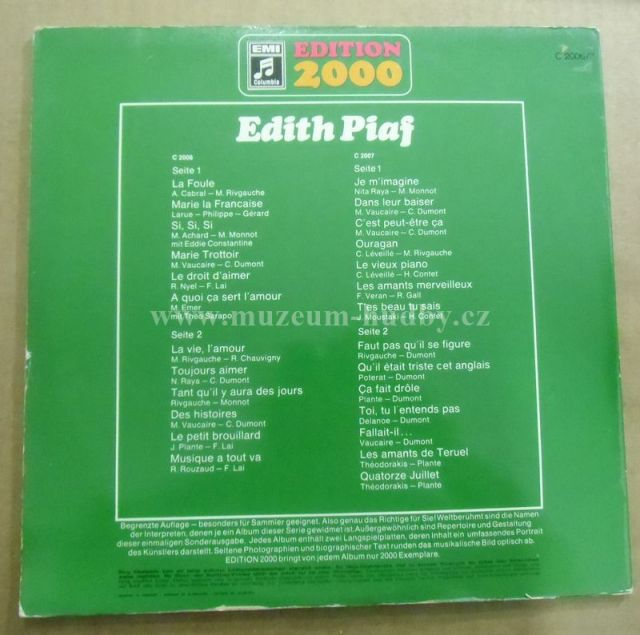 EMI
Columbia
EDITION
2000
Edith Piaf
C 2006
Seite 1
La Foule
A. Cabral – M. Rivgauche
Marie la Francaise
Larue – Philippe – Gérard
Si, Si, Si
M. Achard – M. Monnot
mit Eddie Constantine
Marie Trottoir
M. Vaucaire – C. Dumont
Le droit d'aimer
R. Nyel – F. Lai
A quoi ça sert l'amour
M. Emer
mit Théo Sarapo
Seite 2
La vie, l'amour
M. Rivgauche – R. Chauvigny
Toujours aimer
N. Raya – C. Dumont
Tant qu'il y aura des jours
Rivgauche – Monnot
Des histoires
M. Vaucaire – C. Dumont
Le petit brouillard
J. Plante – F. Lai
Musique a tout va
R. Rouzaud – F. Lai
C 2007
Seite 1
Je m'imagine
Nita Raya – M. Monnot
Dans leur baiser
M. Vaucaire – C. Dumont
C'est peut-être ça
M. Vaucaire – C. Dumont
Ouragan
C. Léveillé – M. Rivgauche
Le vieux piano
C. Léveillé – H. Contet
Les amants merveilleux
F. Veran – R. Gall
T'es beau tu sais
J. Moustaki – H. Contet
Seite 2
Faut pas qu'il se figure
Rivgauche – Dumont
Qu'il était triste cet anglais
Poterat – Dumont
Ça fait drôle
Plante – Dumont
Toi, tu l'entends pas
Delance – Dumont
Fallait-il...
Vaucaire – Dumont
Les amants de Teruel
Théodorakis – Plante
Quatorze Juillet
Théodorakis – Plante
www.muzeum-hudby.cz
Begrenzte Auflage – besonders für Sammler geeignet. Also genau das Richtige für Sie! Weltberühmt sind die Namen
der Interpreten, denen je ein Album dieser Serie gewidmet ist. Außergewöhnlich sind Repertoire und Gestaltung
dieser einmaligen Sonderausgabe. Jedes Album enthält zwei Langspielplatten, deren Inhalt ein umfassendes Portrait
des Künstlers darstellt. Seltene Photographien und biographischer Text runden das musikalische Bild optisch ab.
EDITION 2000 bringt von jedem Album nur 2000 Exemplare.